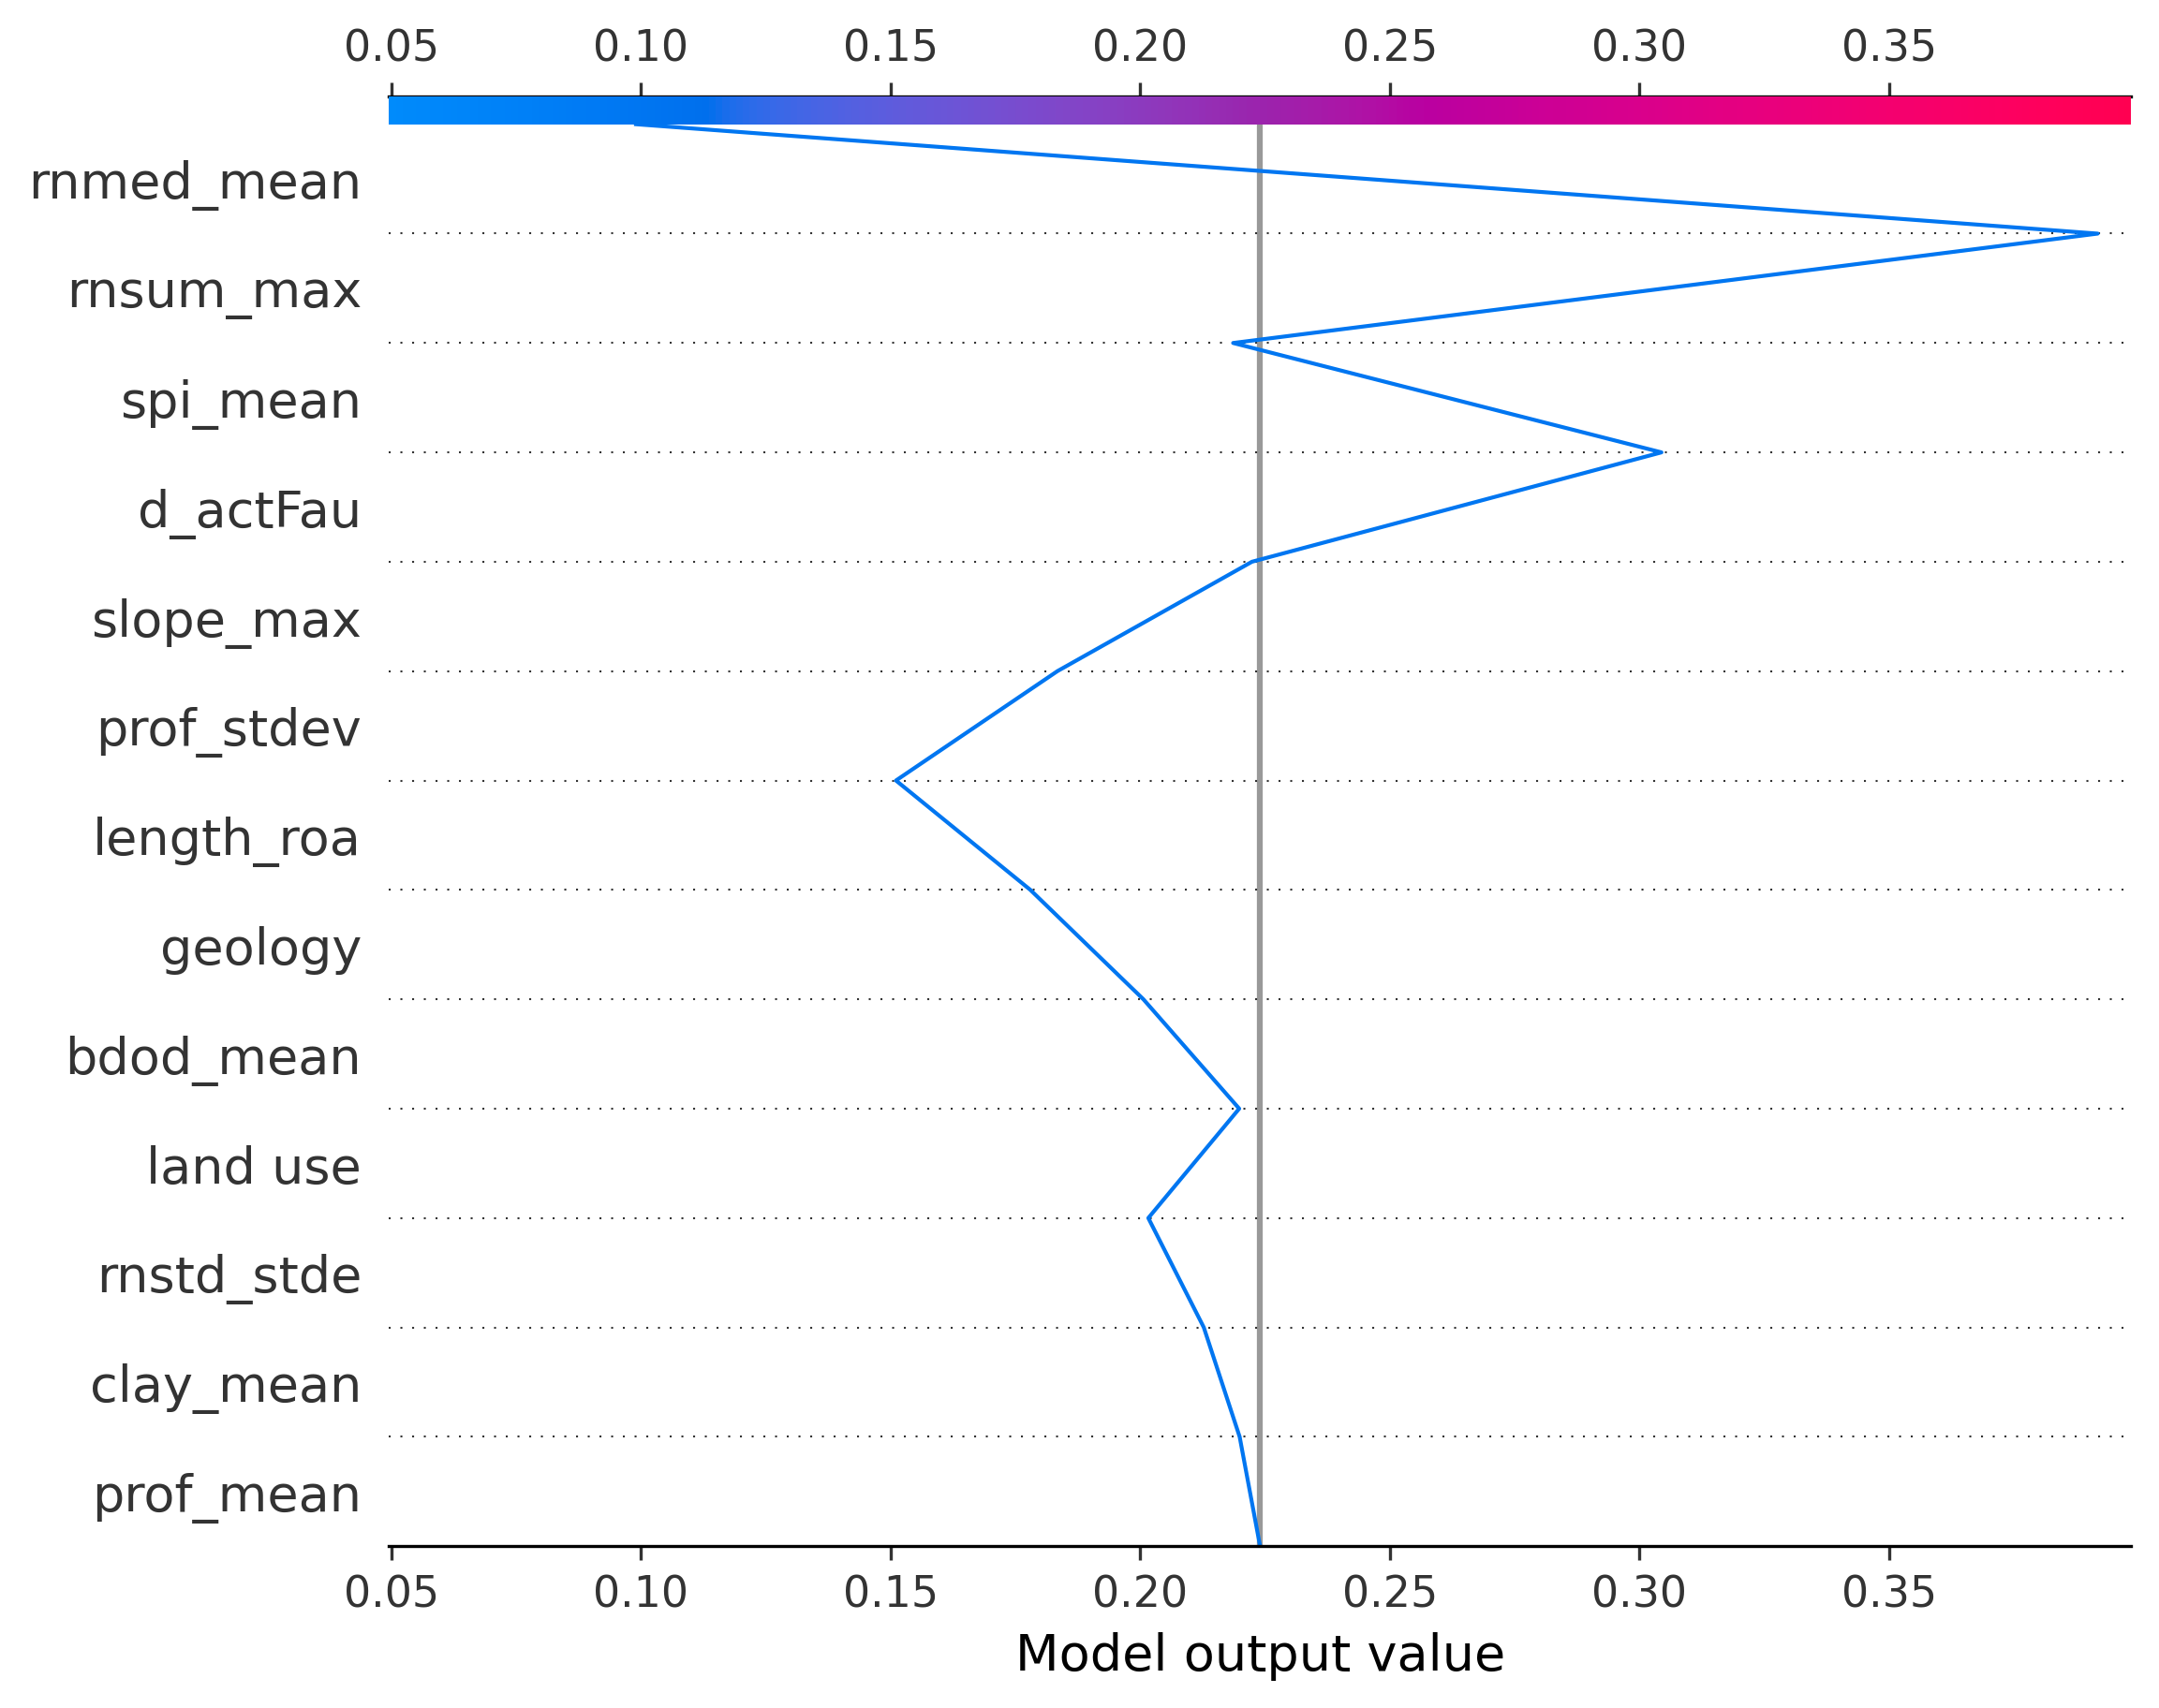 0.05 0.10 0.15 0.20 0.25 0.30 0.35
rnmed_mean
rnsum_max
spi_mean
d_actFau
slope_max
prof_stdev
length_roa
geology
bdod_mean
land use
rnstd_stde
clay_mean
prof_mean
0.05 0.10 0.15 0.20 0.25 0.30 0.35
Model output value